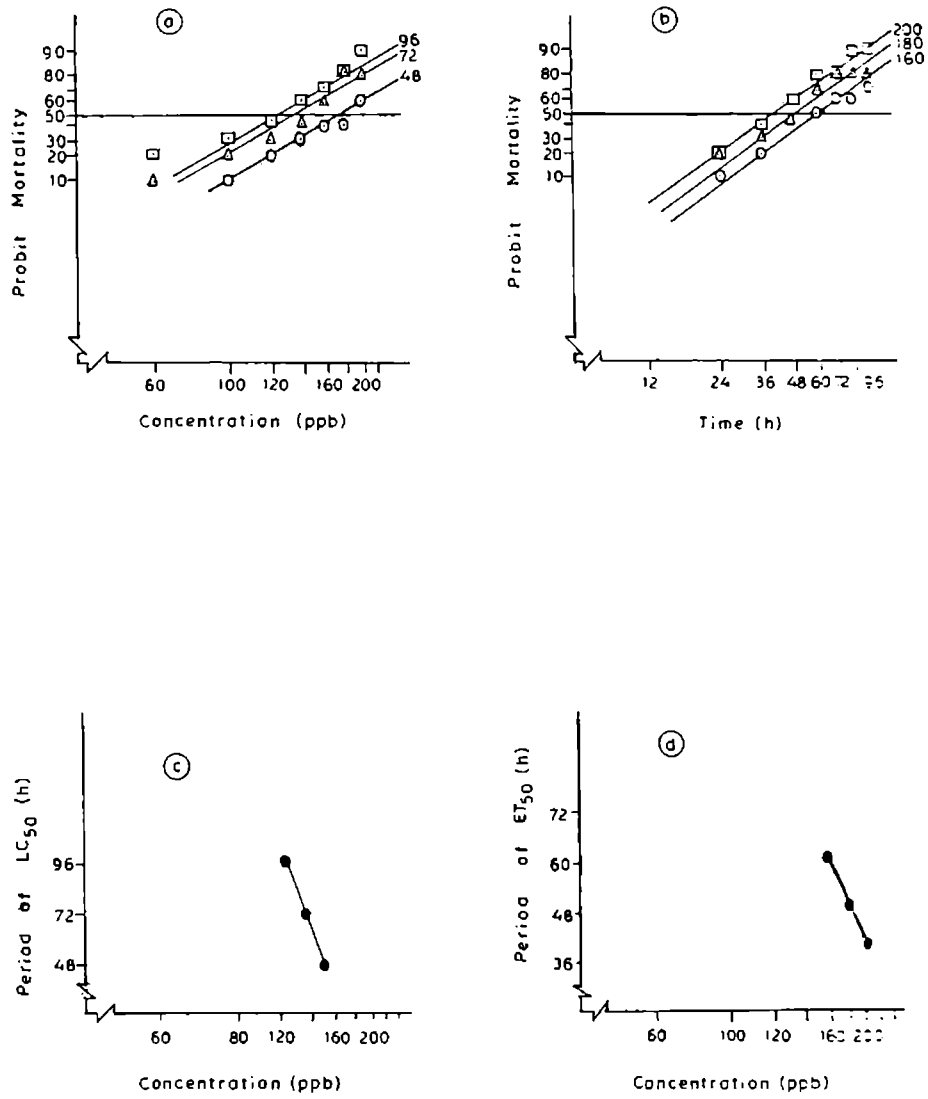 a
90
80
60
50
30
20
10
96
72
48
Probit Mortality
60 100 120 160 200
Concentration (ppb)
b
90
80
60
50
30
20
10
200
180
160
Probit Mortality
12 24 36 48 60 72 96
Time (h)
c
96
72
48
Period of LC50 (h)
60 80 120 160 200
Concentration (ppb)
d
72
60
48
36
Period of ET50 (h)
60 100 120 160 200
Concentration (ppb)